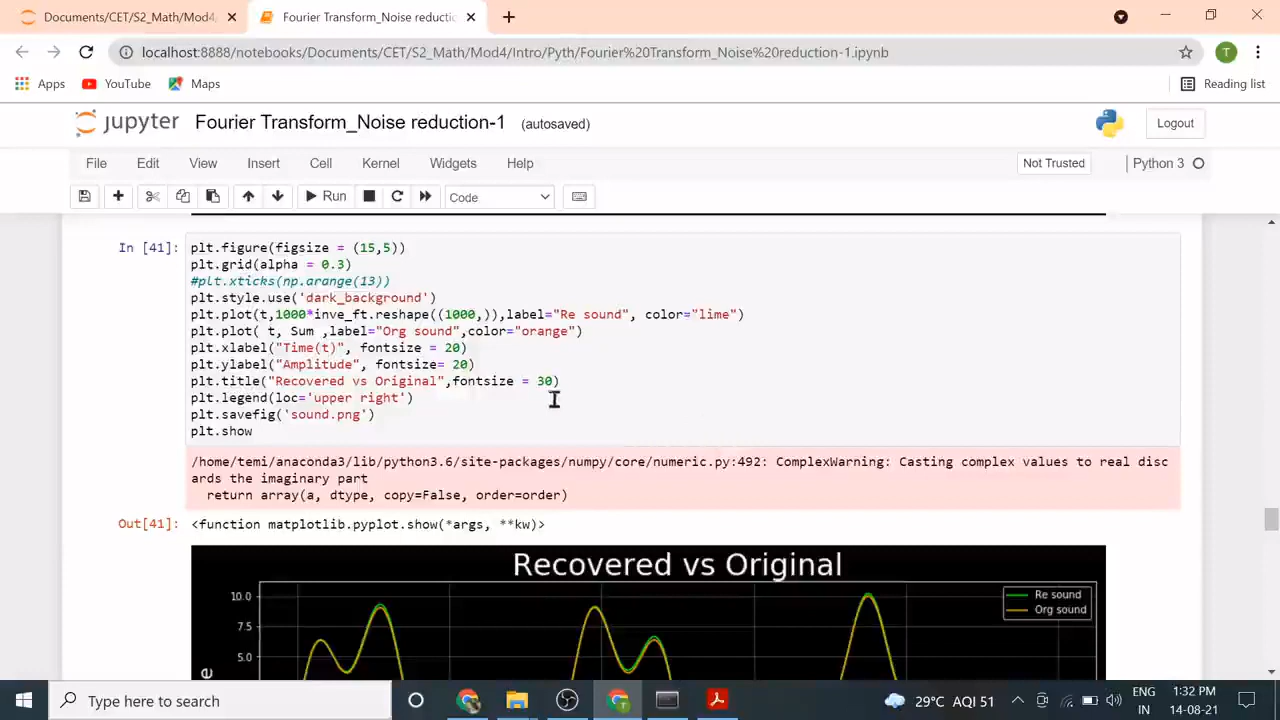 Documents/CET/S2_Math/Mod4/
Fourier Transform_Noise reductio
localhost:8888/notebooks/Documents/CET/S2_Math/Mod4/Intro/Pyth/Fourier%20Transform_Noise%20reduction-1.ipynb
T
Apps
YouTube
Maps
Reading list
jupyter
Fourier Transform_Noise reduction-1
(autosaved)
Logout
File
Edit
View
Insert
Cell
Kernel
Widgets
Help
Not Trusted
Python 3
Run
Code
In [41]:
plt.figure(figsize = (15,5))
plt.grid(alpha = 0.3)
#plt.xticks(np.arange(13))
plt.style.use('dark_background')
plt.plot(t,1000*inve_ft.reshape((1000,)),label="Re sound", color="lime")
plt.plot( t, Sum ,label="Org sound",color="orange")
plt.xlabel("Time(t)", fontsize = 20)
plt.ylabel("Amplitude", fontsize= 20)
plt.title("Recovered vs Original",fontsize = 30)
plt.legend(loc='upper right')
plt.savefig('sound.png')
plt.show
/home/temi/anaconda3/lib/python3.6/site-packages/numpy/core/numeric.py:492: ComplexWarning: Casting complex values to real disc
ards the imaginary part
return array(a, dtype, copy=False, order=order)
Out[41]:
<function matplotlib.pyplot.show(*args, **kw)>
Recovered vs Original
10.0
7.5
5.0
e
Re sound
Org sound
Type here to search
29°C AQI 51
ENG
IN
1:32 PM
14-08-21